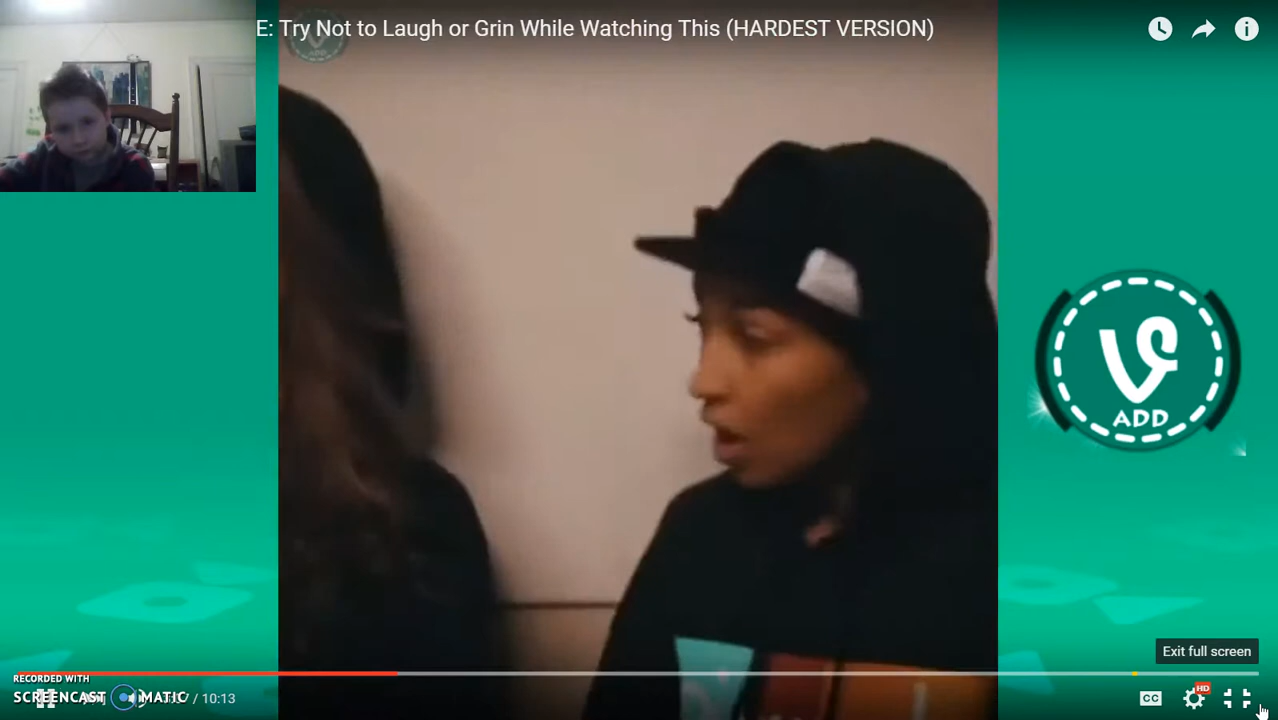 E: Try Not to Laugh or Grin While Watching This (HARDEST VERSION)
ADD
Exit full screen
RECORDED WITH
SCREENCAST MATIC
/ 10:13
CC
HD